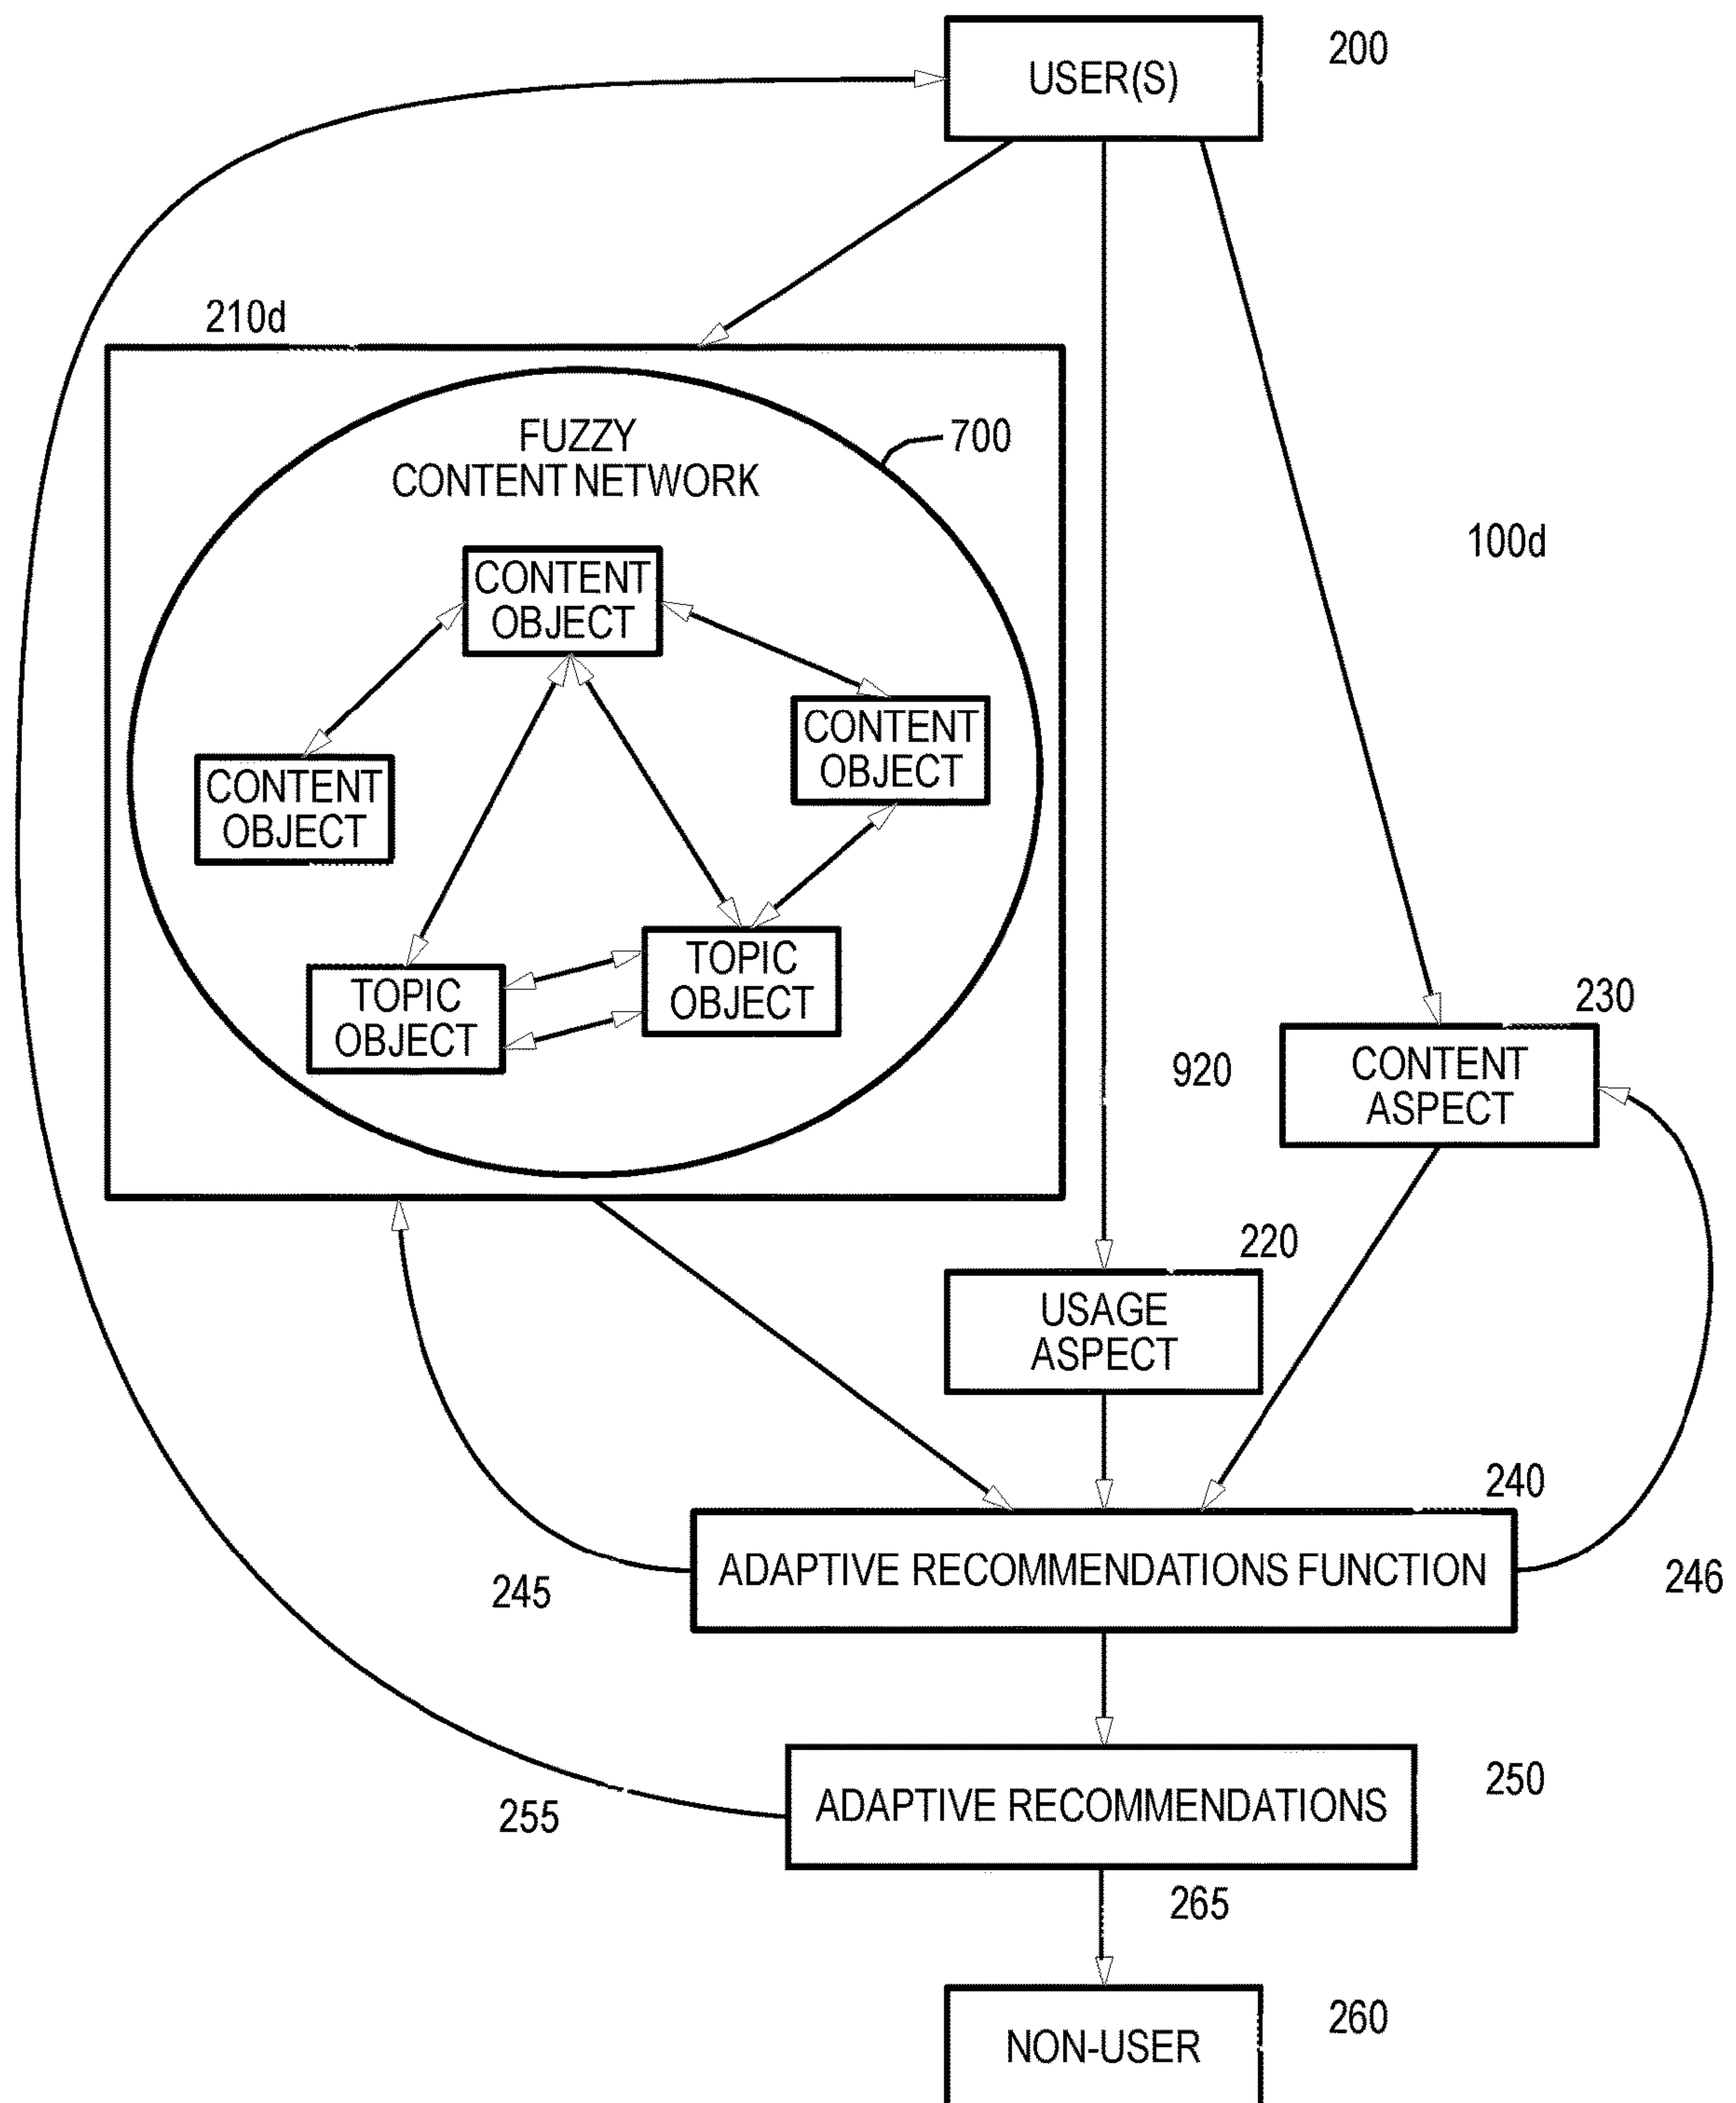 200
USER(S)
210d
FUZZY
CONTENT NETWORK
700
100d
CONTENT
OBJECT
CONTENT
OBJECT
CONTENT
OBJECT
TOPIC
OBJECT
TOPIC
OBJECT
230
CONTENT
ASPECT
920
220
USAGE
ASPECT
240
ADAPTIVE RECOMMENDATIONS FUNCTION
245
246
250
ADAPTIVE RECOMMENDATIONS
255
265
260
NON-USER